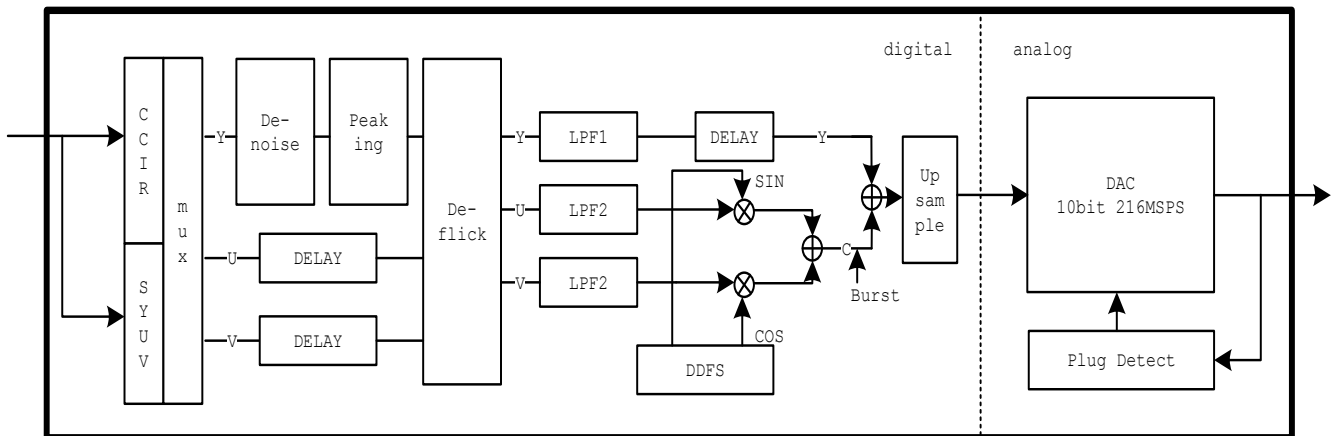 digital
analog
C
C
I
R
S
Y
U
V
m
u
x
Y
U
V
De-
noise
Peak
ing
DELAY
DELAY
De-
flick
Y
U
V
LPF1
LPF2
LPF2
DELAY
Y
SIN
COS
DDFS
C
Burst
Up
sam
ple
DAC
10bit 216MSPS
Plug Detect